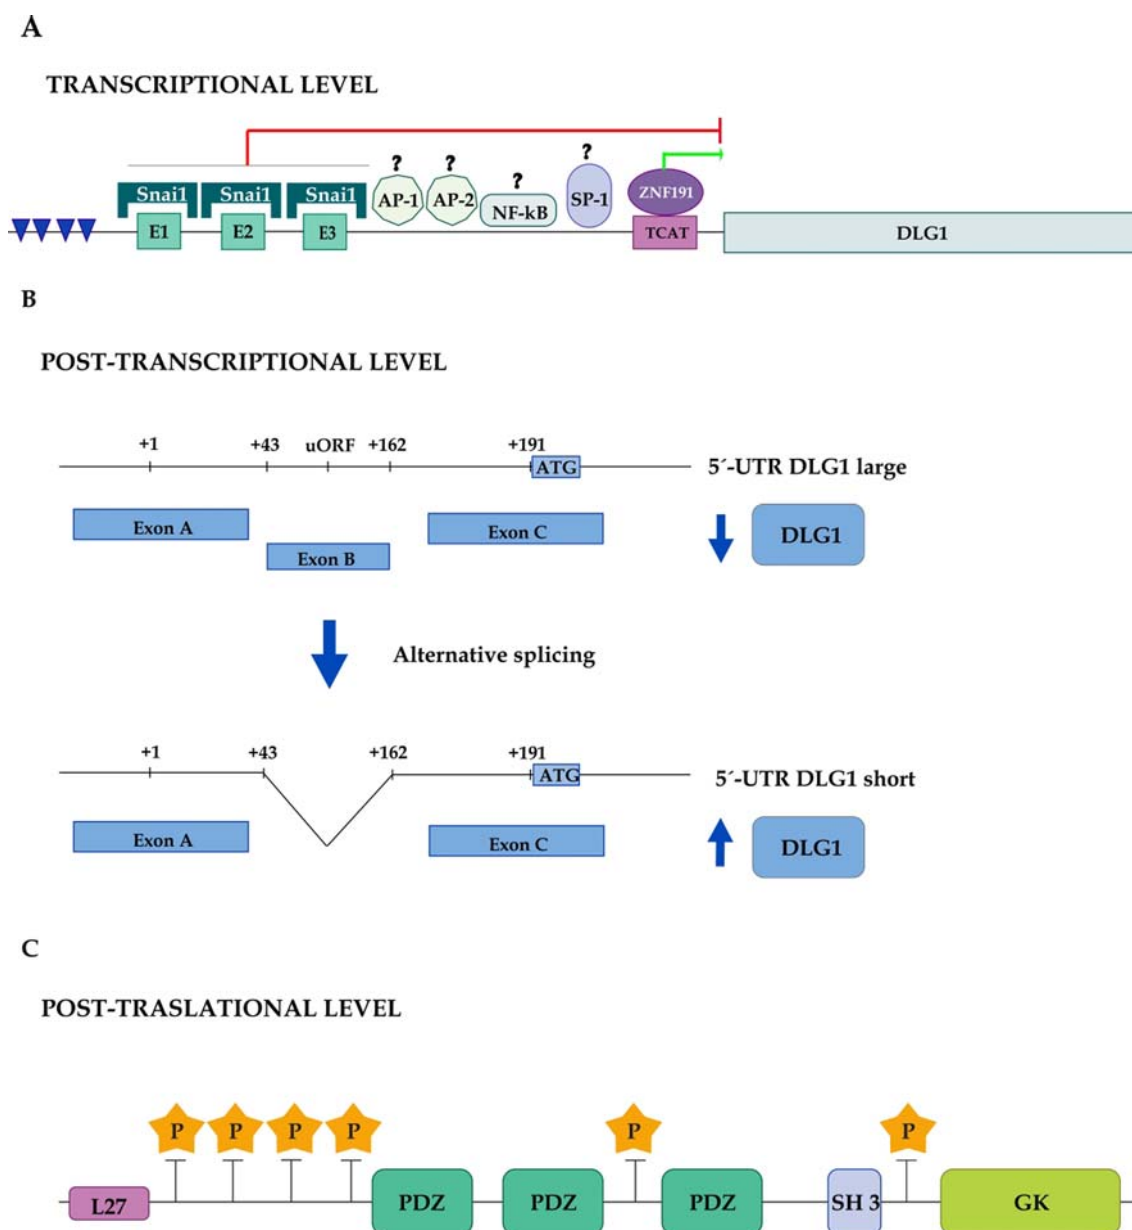 A
TRANSCRIPTIONAL LEVEL
? ? ? ?
Snai1 Snai1 Snai1 AP-1 AP-2 NF-kB SP-1 ZNF191
E1 E2 E3 TCAT DLG1
B
POST-TRANSCRIPTIONAL LEVEL
+1 +43 uORF +162 +191
ATG 5´-UTR DLG1 large
Exon A Exon B Exon C DLG1
Alternative splicing
+1 +43 +162 +191
ATG 5´-UTR DLG1 short
Exon A Exon C DLG1
C
POST-TRASLATIONAL LEVEL
P P P P P P
L27 PDZ PDZ PDZ SH 3 GK